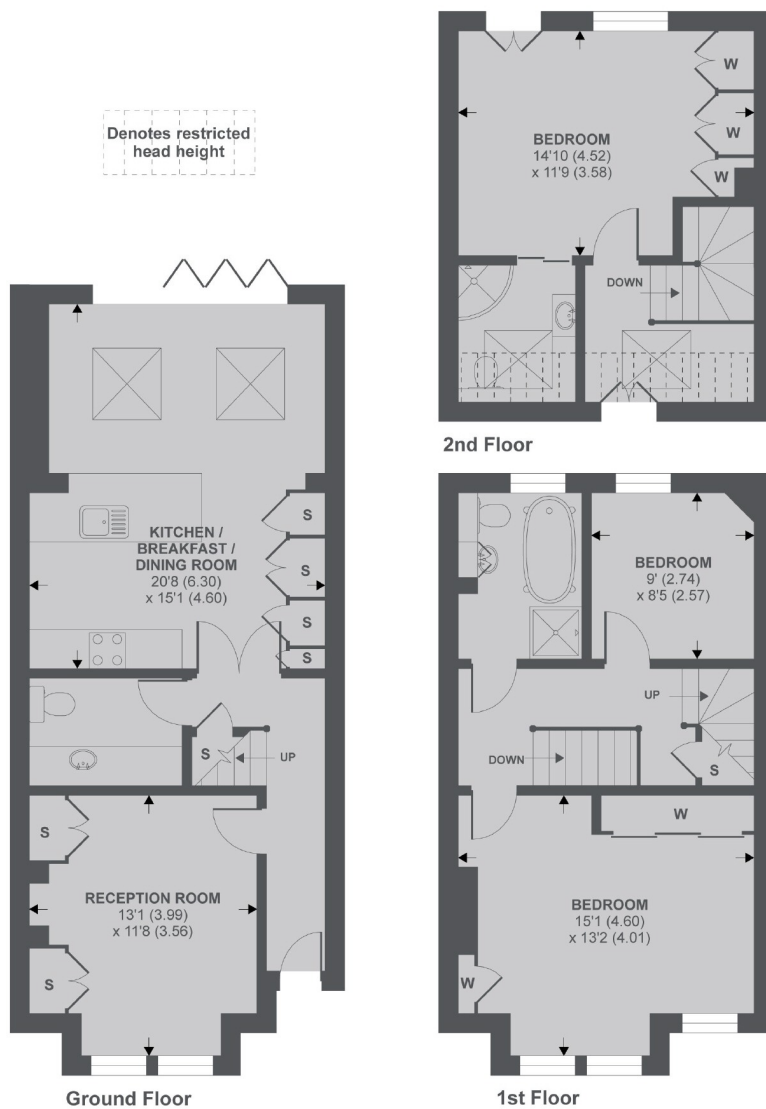 Denotes restricted
head height
KITCHEN /
BREAKFAST /
DINING ROOM
20'8 (6.30)
x 15'1 (4.60)
S
S
S
S
S
UP
S
RECEPTION ROOM
13'1 (3.99)
x 11'8 (3.56)
S
Ground Floor
BEDROOM
14'10 (4.52)
x 11'9 (3.58)
W
W
W
DOWN
2nd Floor
BEDROOM
9' (2.74)
x 8'5 (2.57)
UP
DOWN
S
W
BEDROOM
15'1 (4.60)
x 13'2 (4.01)
W
1st Floor